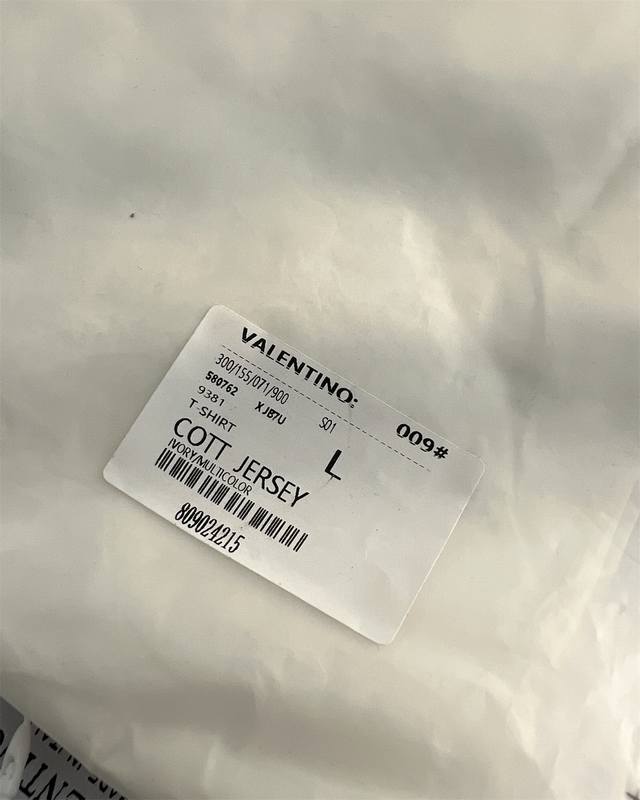 VALENTINO: 009#
300/155/071/900 S01
580762 XJB7U L
9381
T-SHIRT
COTT JERSEY
IVORY/MULTICOLOR
809024215